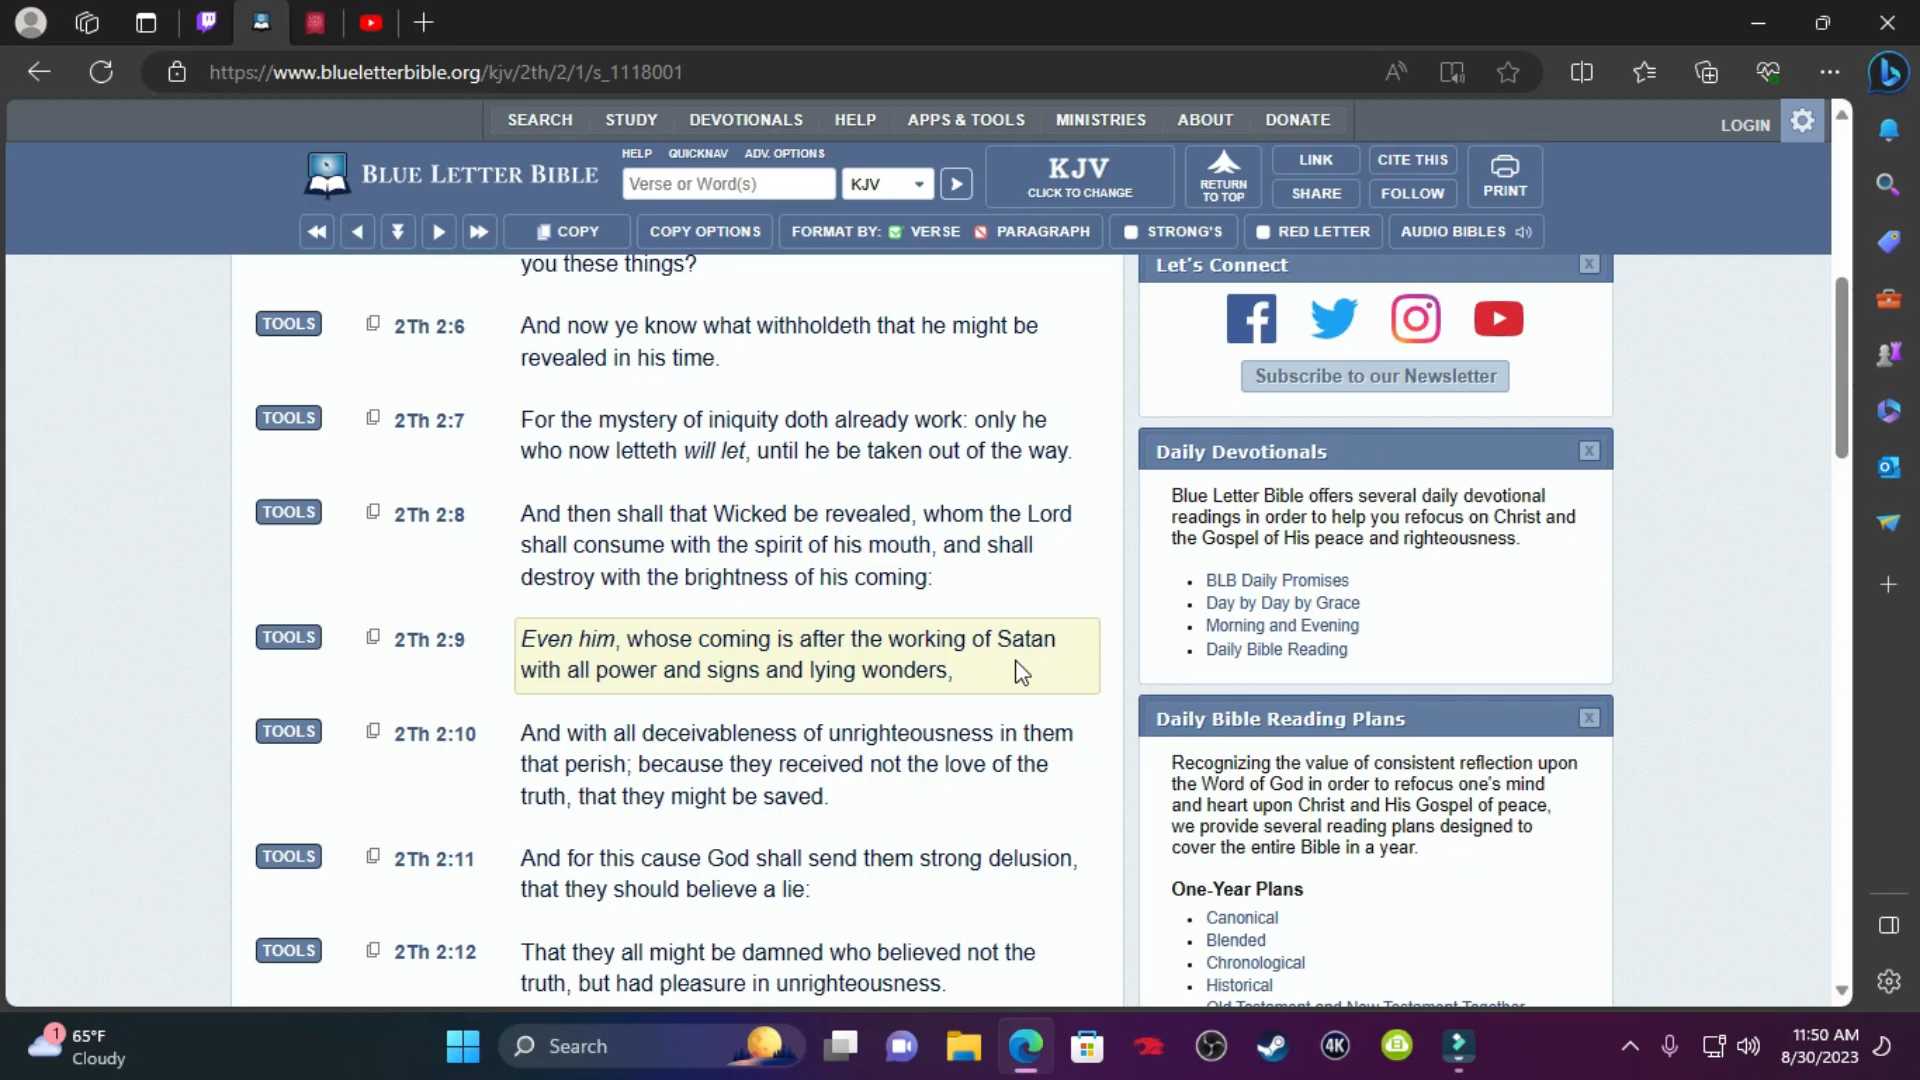 https://www.blueletterbible.org/kjv/2th/2/1/s_1118001
SEARCH STUDY DEVOTIONALS HELP APPS & TOOLS MINISTRIES ABOUT DONATE
LOGIN
BLUE LETTER BIBLE
HELP QUICKNAV ADV. OPTIONS
Verse or Word(s) KJV
KJV
CLICK TO CHANGE
RETURN
TO TOP
LINK CITE THIS
SHARE FOLLOW
PRINT
COPY COPY OPTIONS FORMAT BY: VERSE PARAGRAPH STRONG'S RED LETTER AUDIO BIBLES
you these things?
TOOLS 2Th 2:6 And now ye know what withholdeth that he might be
revealed in his time.
TOOLS 2Th 2:7 For the mystery of iniquity doth already work: only he
who now letteth will let, until he be taken out of the way.
TOOLS 2Th 2:8 And then shall that Wicked be revealed, whom the Lord
shall consume with the spirit of his mouth, and shall
destroy with the brightness of his coming:
TOOLS 2Th 2:9 Even him, whose coming is after the working of Satan
with all power and signs and lying wonders,
TOOLS 2Th 2:10 And with all deceivableness of unrighteousness in them
that perish; because they received not the love of the
truth, that they might be saved.
TOOLS 2Th 2:11 And for this cause God shall send them strong delusion,
that they should believe a lie:
TOOLS 2Th 2:12 That they all might be damned who believed not the
truth, but had pleasure in unrighteousness.
Let's Connect x
Subscribe to our Newsletter
Daily Devotionals x
Blue Letter Bible offers several daily devotional
readings in order to help you refocus on Christ and
the Gospel of His peace and righteousness.
BLB Daily Promises
Day by Day by Grace
Morning and Evening
Daily Bible Reading
Daily Bible Reading Plans x
Recognizing the value of consistent reflection upon
the Word of God in order to refocus one's mind
and heart upon Christ and His Gospel of peace,
we provide several reading plans designed to
cover the entire Bible in a year.
One-Year Plans
Canonical
Blended
Chronological
Historical
Old Testament and New Testament Together
1
65°F
Cloudy
Search
4K
11:50 AM
8/30/2023